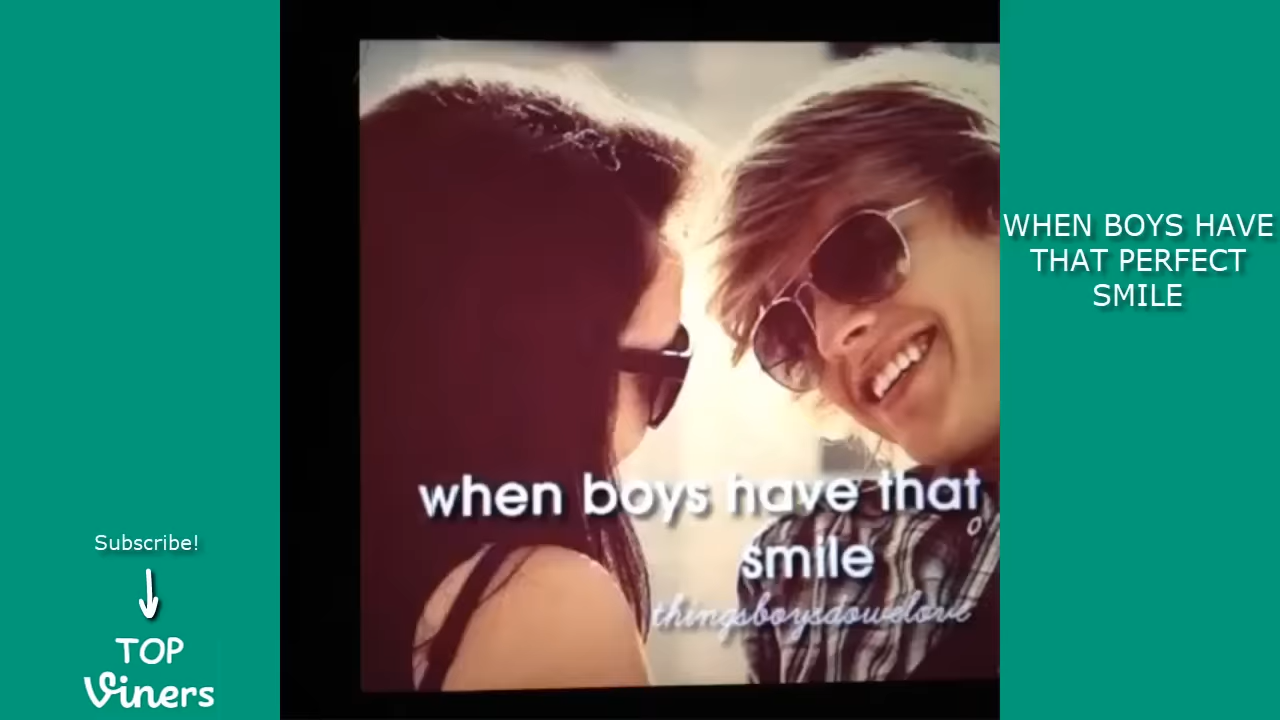 when boys have that
smile
thingsboysdowelove
WHEN BOYS HAVE
THAT PERFECT
SMILE
Subscribe!
TOP
Viners